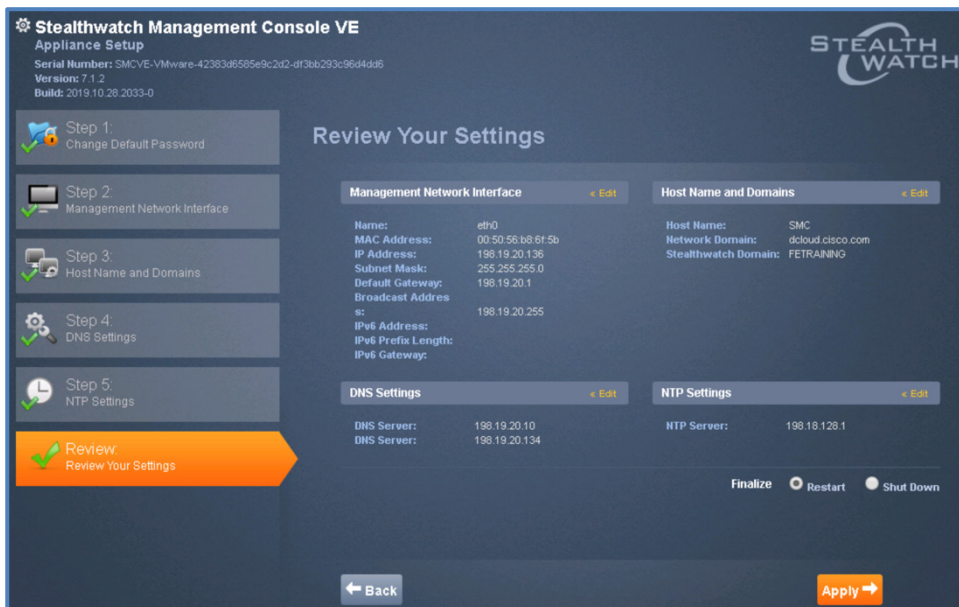 Stealthwatch Management Console VE
Appliance Setup
Serial Number: SMCVE-VMware-42383d6585e9c2d2-df3bb293c96d4dd6
Version: 7.1.2
Build: 2019.10.28.2033-0
STEALTH
WATCH
Step 1:
Change Default Password
Step 2:
Management Network Interface
Step 3:
Host Name and Domains
Step 4:
DNS Settings
Step 5:
NTP Settings
Review:
Review Your Settings
Review Your Settings
Management Network Interface « Edit
Name: eth0
MAC Address: 00:50:56:b8:6f:5b
IP Address: 198.19.20.136
Subnet Mask: 255.255.255.0
Default Gateway: 198.19.20.1
Broadcast Addres
s: 198.19.20.255
IPv6 Address:
IPv6 Prefix Length:
IPv6 Gateway:
Host Name and Domains « Edit
Host Name: SMC
Network Domain: dcloud.cisco.com
Stealthwatch Domain: FETRAINING
DNS Settings « Edit
DNS Server: 198.19.20.10
DNS Server: 198.19.20.134
NTP Settings « Edit
NTP Server: 198.18.128.1
Finalize Restart Shut Down
Back
Apply